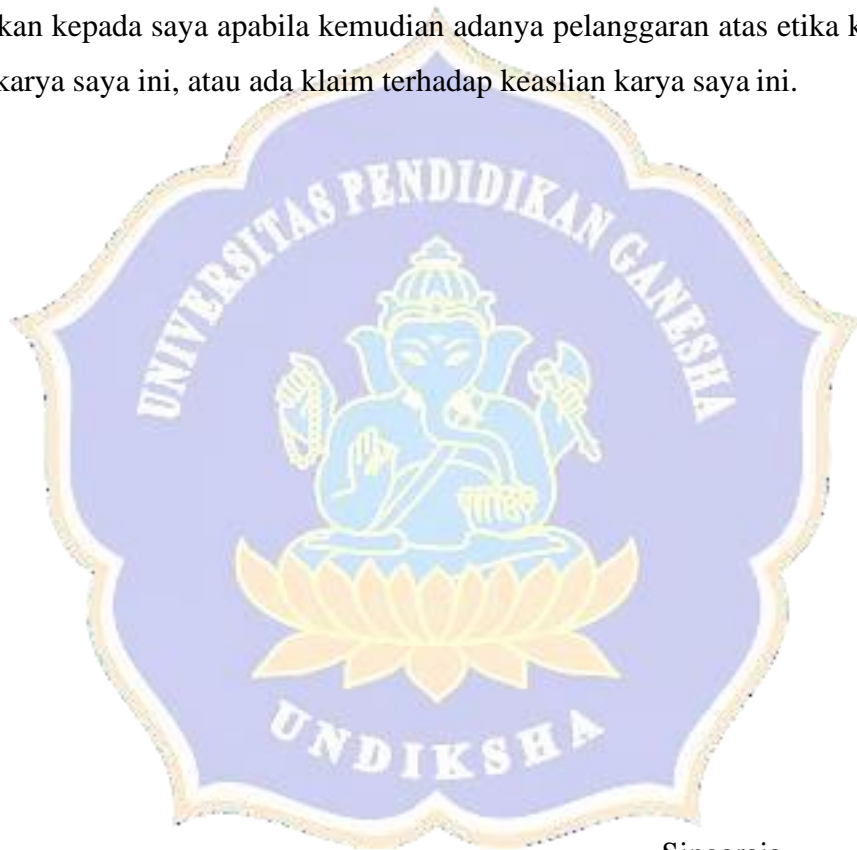 kan kepada saya apabila kemudian adanya pelanggaran atas etika k
karya saya ini, atau ada klaim terhadap keaslian karya saya ini.
UNIVERSITAS PENDIDIKAN GANESHA
UNDIKSHA